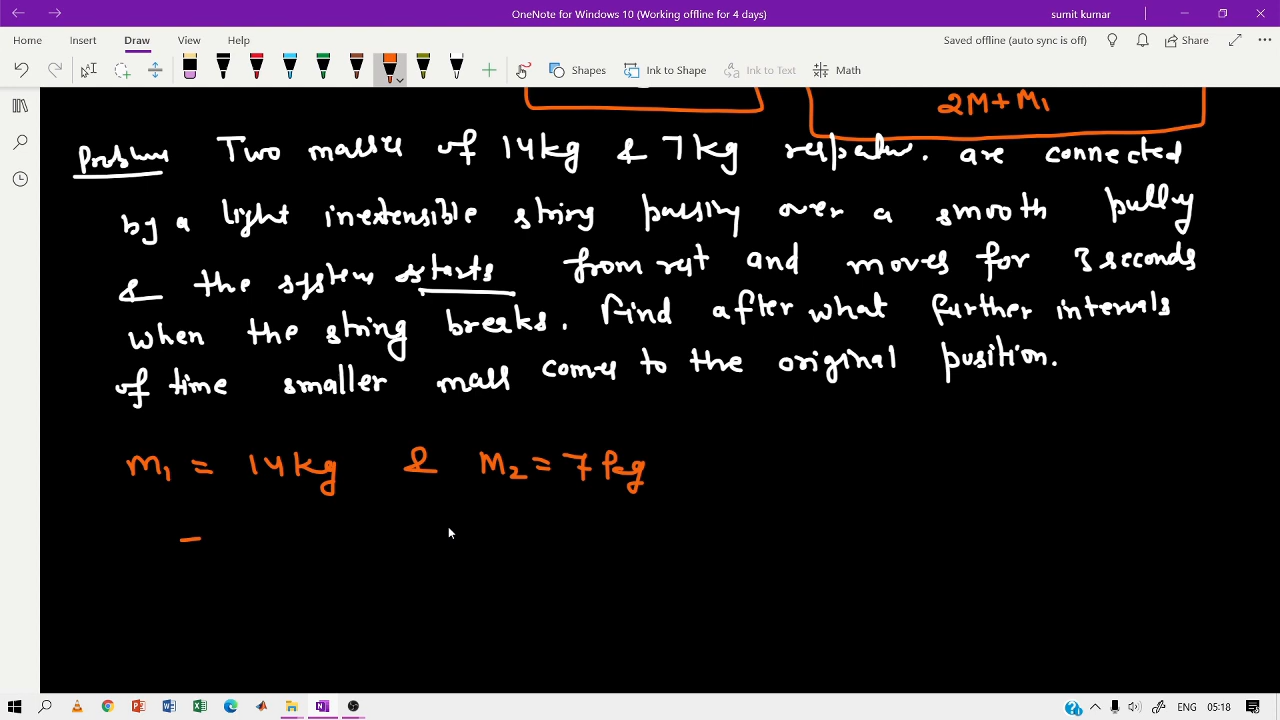 OneNote for Windows 10 (Working offline for 4 days)
sumit kumar
Home Insert Draw View Help
Saved offline (auto sync is off) Share
Shapes Ink to Shape Ink to Text Math
2M+M1
Problem Two masses of 14kg & 7kg are connected
by a light inextensible string passing over a smooth pully
& the system starts from rest and moves for 3 seconds
when the string breaks. Find after what further intervals
of time smaller mass comes to the original position.
m1 = 14kg & M2 = 7kg
-
ENG 05:18